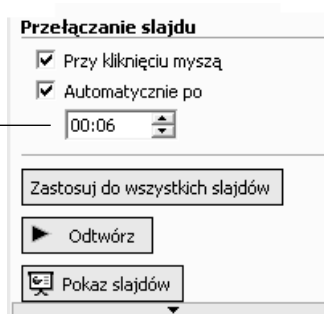 Przełączanie slajdu
Przy kliknięciu myszą
Automatycznie po
00:06
Zastosuj do wszystkich slajdów
Odtwórz
Pokaz slajdów